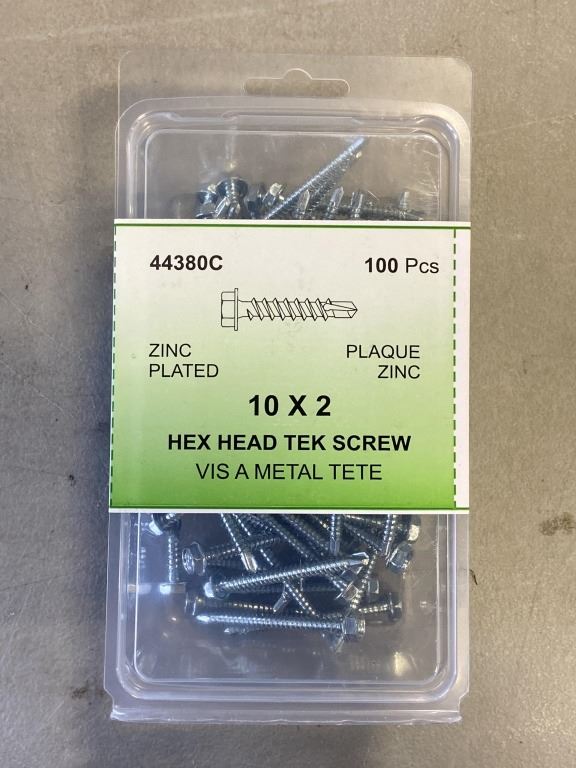 44380C 100 Pcs
ZINC PLAQUE
PLATED ZINC
10 X 2
HEX HEAD TEK SCREW
VIS A METAL TETE